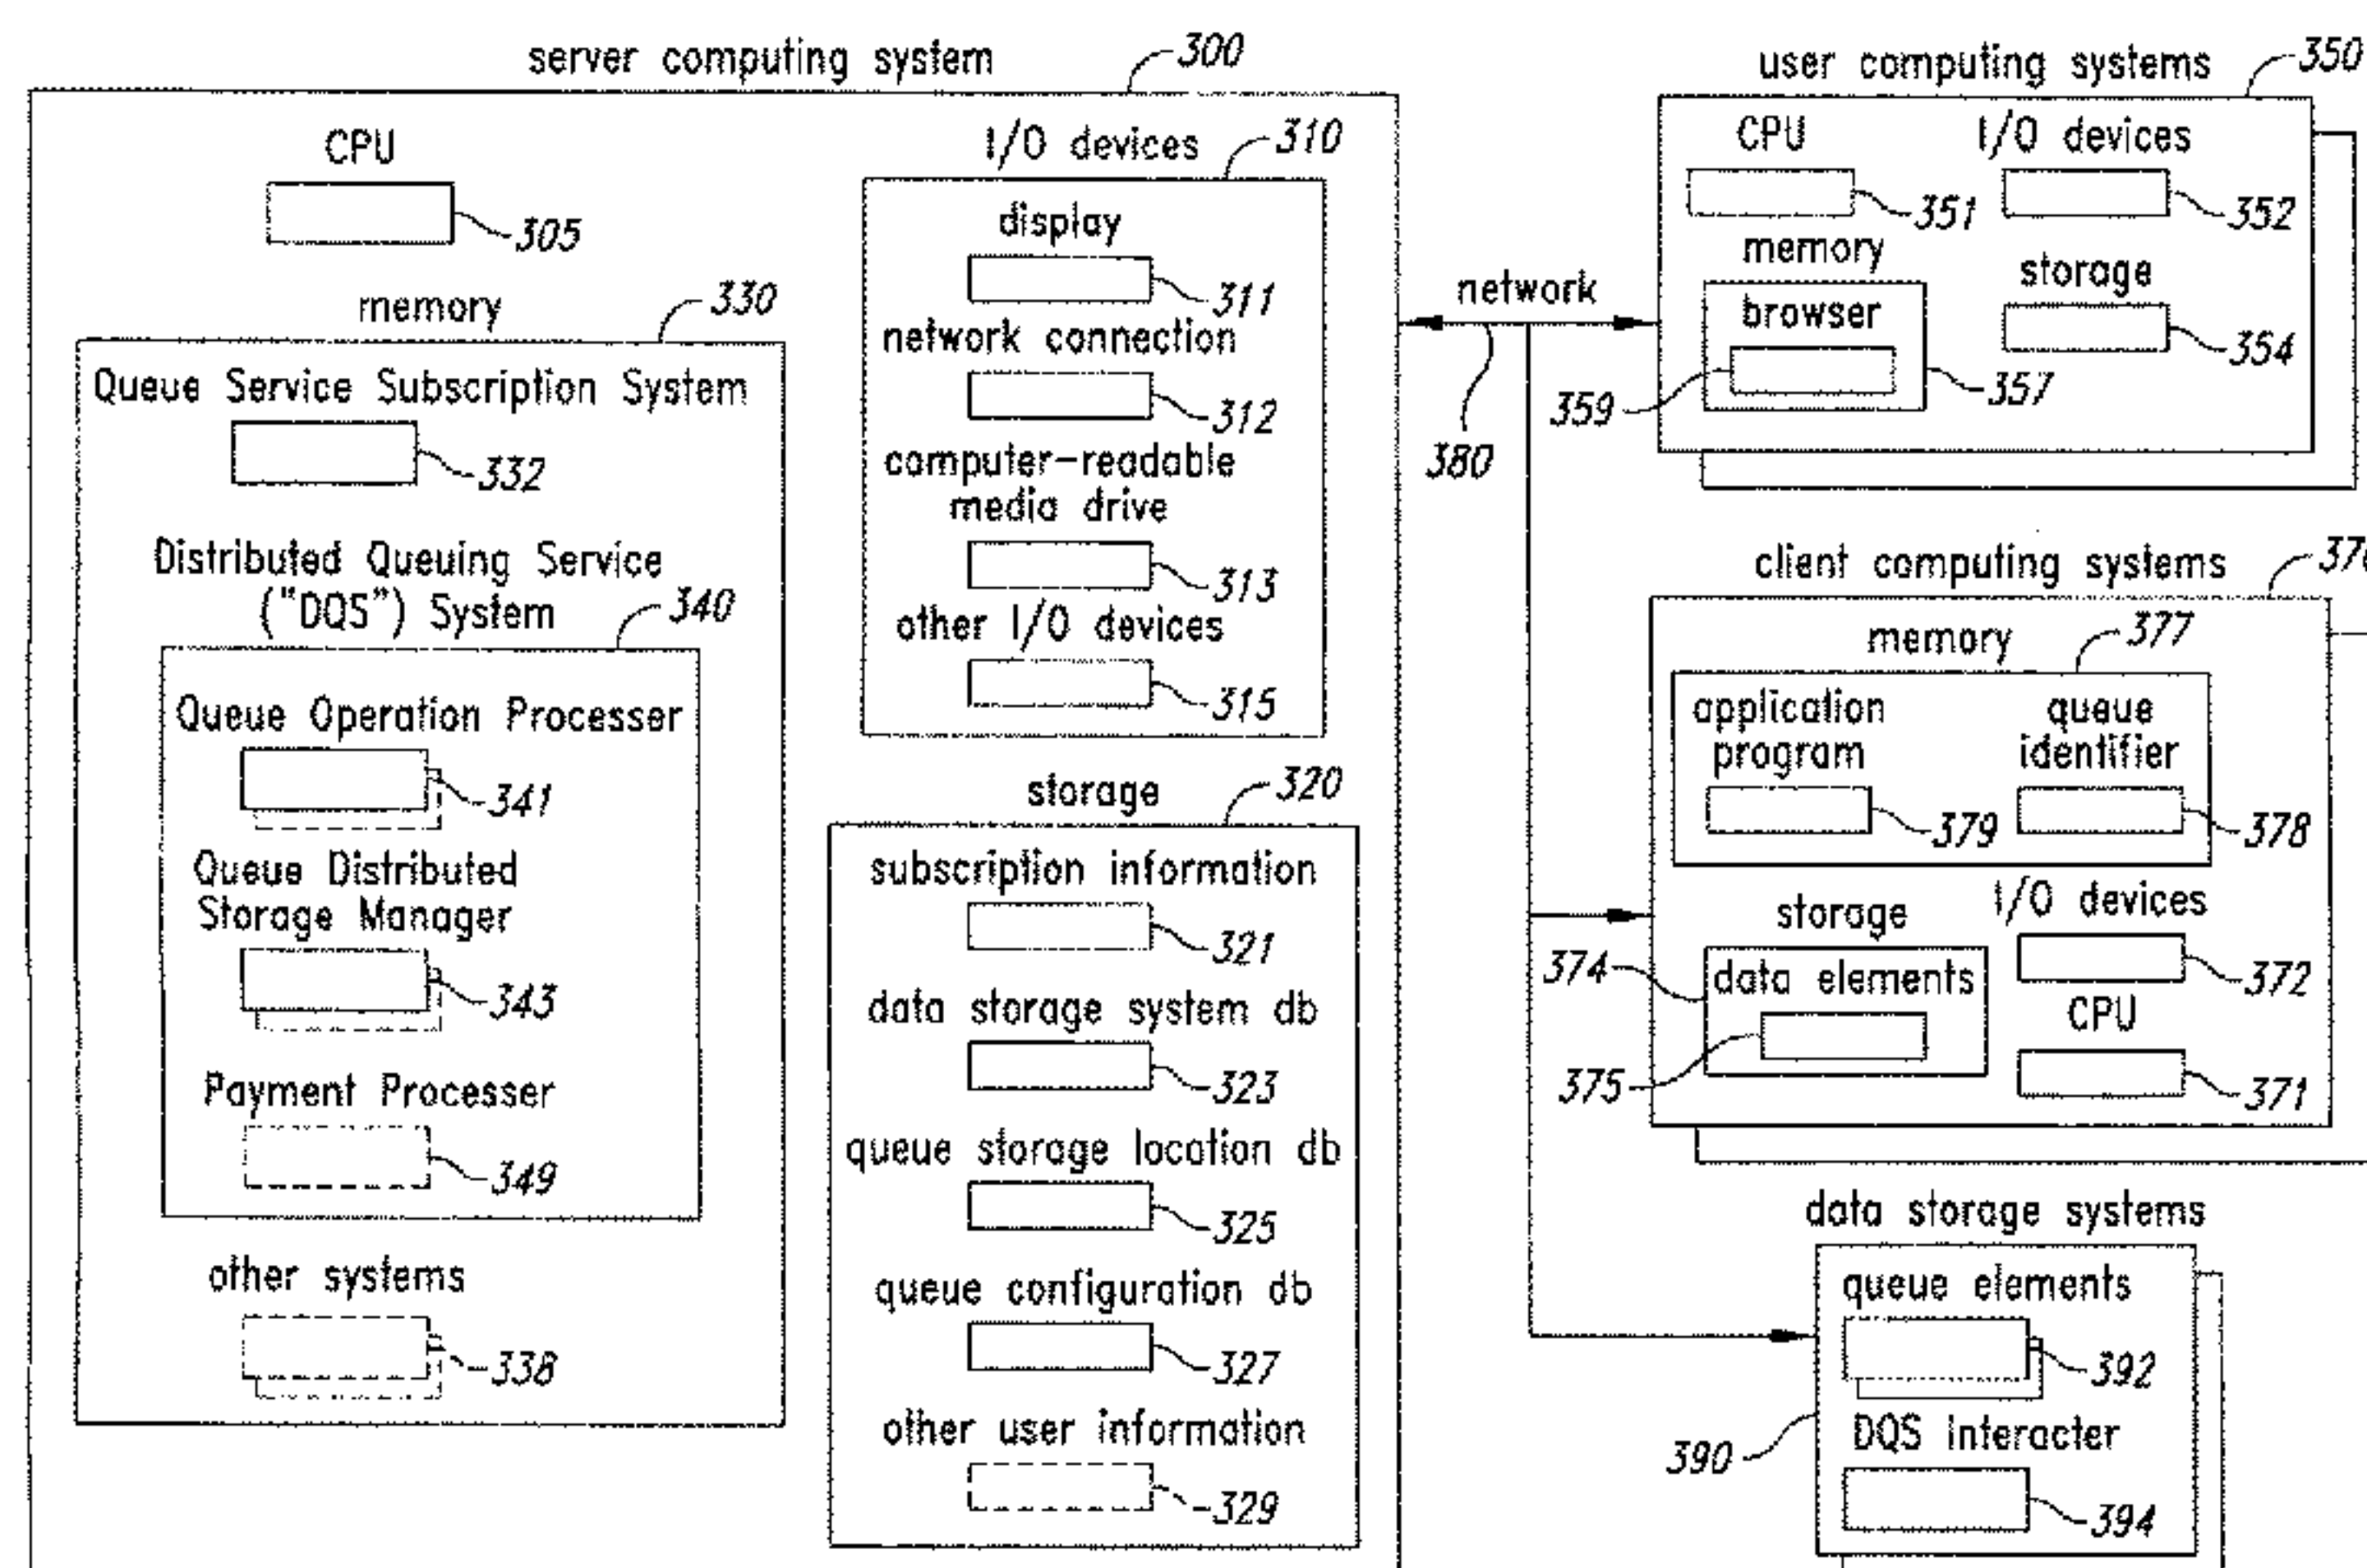 server computing system 300
CPU
305
memory 330
Queue Service Subscription System
332
Distributed Queuing Service
("DQS") System 340
Queue Operation Processer
341
Queue Distributed
Storage Manager
343
Payment Processer
349
other systems
338
I/O devices 310
display
311
network connection
312
computer-readable
media drive
313
other I/O devices
315
storage 320
subscription information
321
data storage system db
323
queue storage location db
325
queue configuration db
327
other user information
329
network
380
user computing systems 350
CPU
351
I/O devices
352
memory
browser
359
357
storage
354
client computing systems
memory 377
application
program
379
queue
identifier
378
storage
374
data elements
375
I/O devices
372
CPU
371
data storage systems
queue elements
392
390
DQS Interacter
394